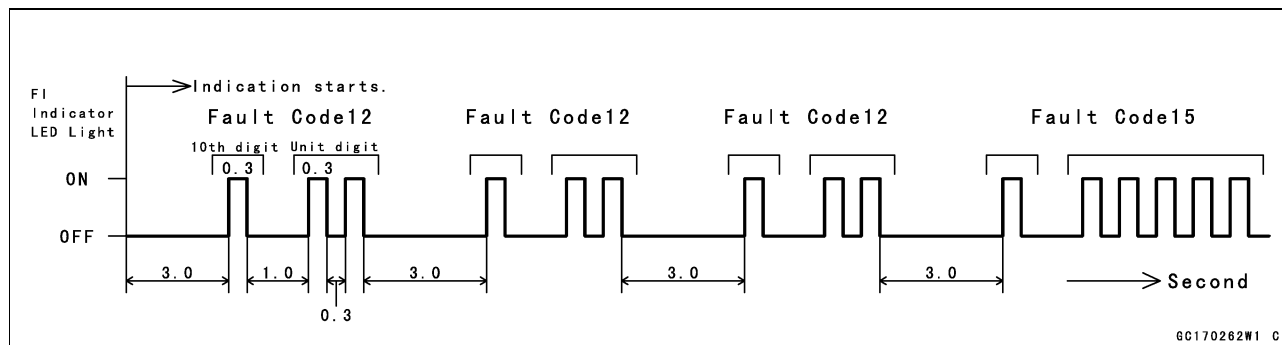 Indication starts.
FI
Indicator
LED Light
Fault Code12
Fault Code12
Fault Code12
Fault Code15
10th digit Unit digit
0.3
0.3
ON
OFF
3.0
1.0
3.0
3.0
3.0
Second
0.3
GC170262W1 C